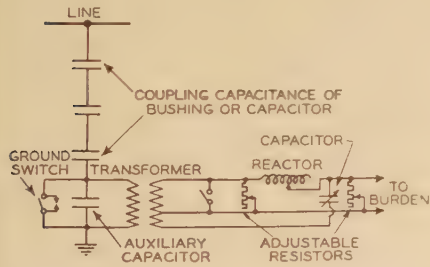 LINE
COUPLING CAPACITANCE OF
BUSHING OR CAPACITOR
GROUND
SWITCH
TRANSFORMER
CAPACITOR
REACTOR
TO
BURDEN
AUXILIARY
CAPACITOR
ADJUSTABLE
RESISTORS